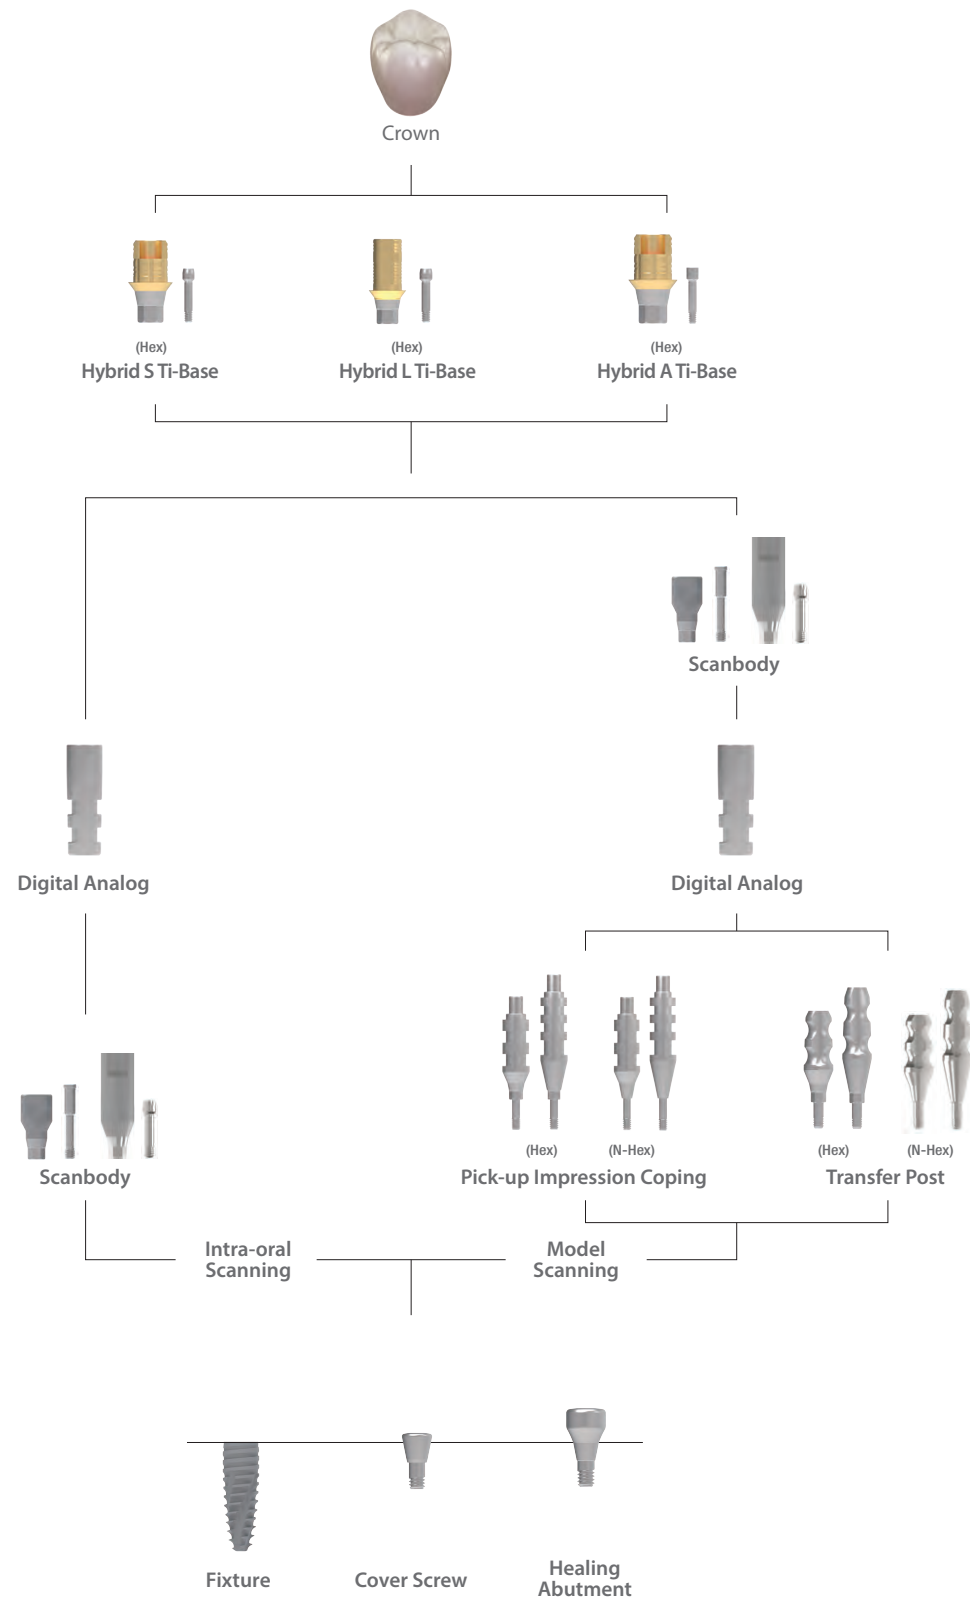 Crown
(Hex)
Hybrid S Ti-Base
(Hex)
Hybrid L Ti-Base
(Hex)
Hybrid A Ti-Base
Scanbody
Digital Analog
Digital Analog
Scanbody
(Hex)
(N-Hex)
Pick-up Impression Coping
(Hex)
(N-Hex)
Transfer Post
Intra-oral
Scanning
Model
Scanning
Fixture
Cover Screw
Healing
Abutment